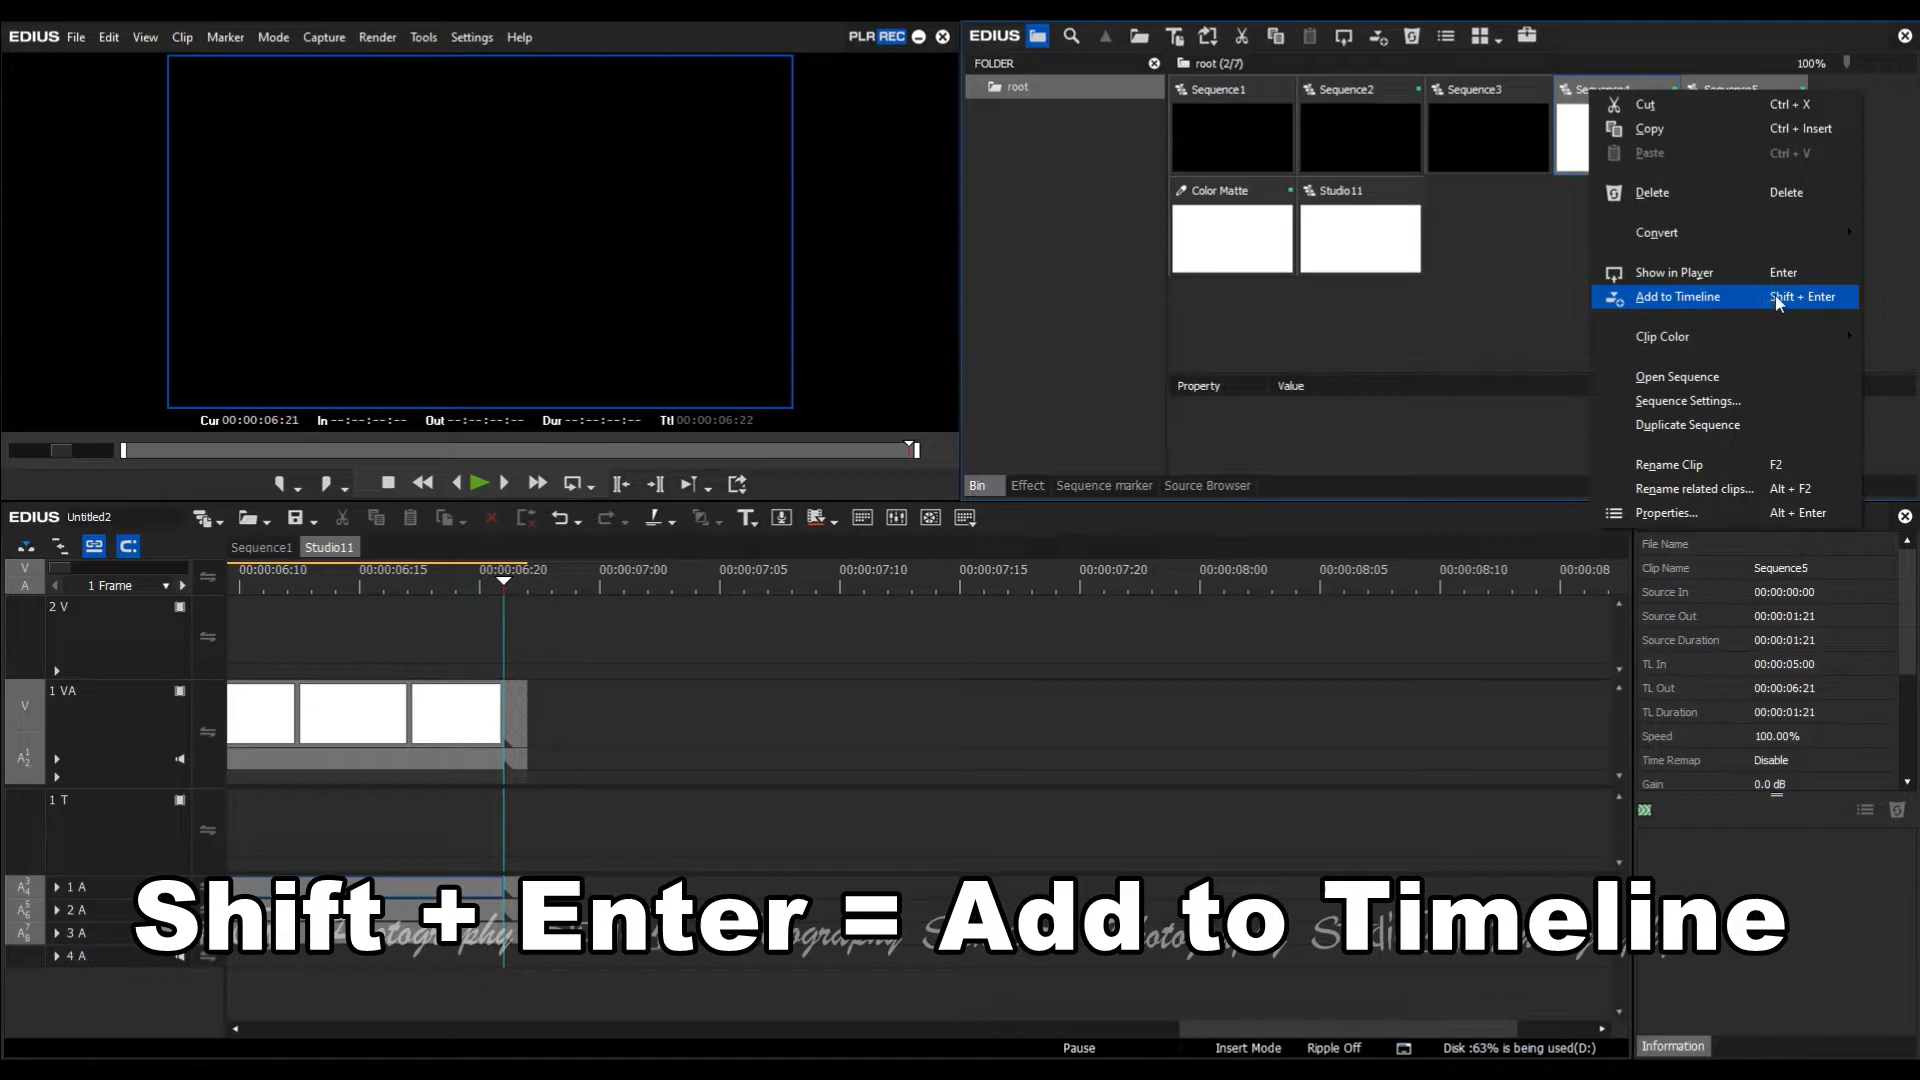 EDIUS File Edit View Clip Marker Mode Capture Render Tools Settings Help PLR REC
Cur 00:00:06:21 In --:--:--:-- Out --:--:--:-- Dur --:--:--:-- Ttl 00:00:06:22
EDIUS
FOLDER
root
root (2/7) 100%
Sequence1 Sequence2 Sequence3
Color Matte Studio11
Property Value
Bin Effect Sequence marker Source Browser
Cut Ctrl + X
Copy Ctrl + Insert
Paste Ctrl + V
Delete Delete
Convert
Show in Player Enter
Add to Timeline Shift + Enter
Clip Color
Open Sequence
Sequence Settings...
Duplicate Sequence
Rename Clip F2
Rename related clips... Alt + F2
Properties... Alt + Enter
EDIUS Untitled2
Sequence1 Studio11
V
A
1 Frame
00:00:06:10 00:00:06:15 00:00:06:20 00:00:07:00 00:00:07:05 00:00:07:10 00:00:07:15 00:00:07:20 00:00:08:00 00:00:08:05 00:00:08:10 00:00:08
2 V
1 VA
V
A12
1 T
A34 1 A
A56 2 A
A78 3 A
4 A
Shift + Enter = Add to Timeline
File Name
Clip Name Sequence5
Source In 00:00:00:00
Source Out 00:00:01:21
Source Duration 00:00:01:21
TL In 00:00:05:00
TL Out 00:00:06:21
TL Duration 00:00:01:21
Speed 100.00%
Time Remap Disable
Gain 0.0 dB
Information
Pause Insert Mode Ripple Off Disk :63% is being used(D:)